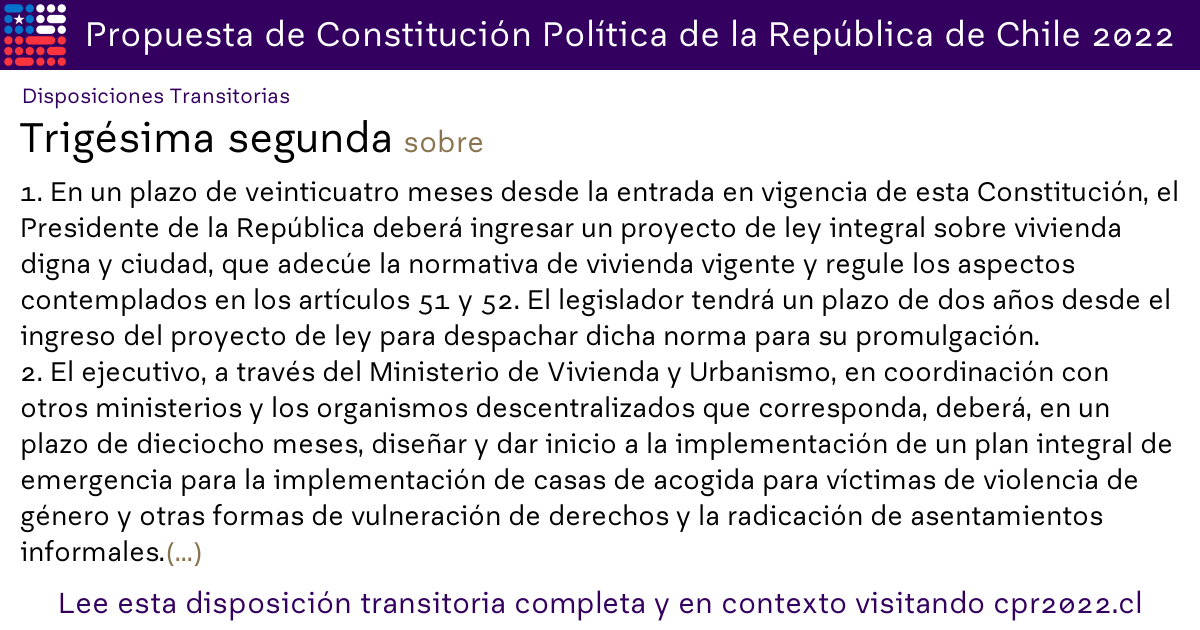 Propuesta de Constitución Política de la República de Chile 2022
Disposiciones Transitorias
Trigésima segunda sobre
1. En un plazo de veinticuatro meses desde la entrada en vigencia de esta Constitución, el
Presidente de la República deberá ingresar un proyecto de ley integral sobre vivienda
digna y ciudad, que adecúe la normativa de vivienda vigente y regule los aspectos
contemplados en los artículos 51 y 52. El legislador tendrá un plazo de dos años desde el
ingreso del proyecto de ley para despachar dicha norma para su promulgación.
2. El ejecutivo, a través del Ministerio de Vivienda y Urbanismo, en coordinación con
otros ministerios y los organismos descentralizados que corresponda, deberá, en un
plazo de dieciocho meses, diseñar y dar inicio a la implementación de un plan integral de
emergencia para la implementación de casas de acogida para víctimas de violencia de
género y otras formas de vulneración de derechos y la radicación de asentamientos
informales.(...)
Lee esta disposición transitoria completa y en contexto visitando cpr2022.cl